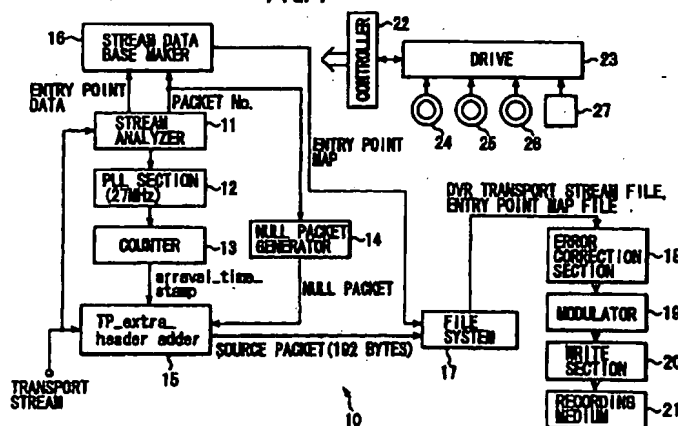 16
STREAM DATA
BASE MAKER
ENTRY POINT
DATA
PACKET No.
STREAM
ANALYZER
11
PLL SECTION
(27MHz)
12
COUNTER
13
arraval_time_
stamp
TP_extra_
header adder
15
TRANSPORT
STREAM
ENTRY POINT
MAP
NULL PACKET
GENERATOR
14
NULL PACKET
SOURCE PACKET(192 BYTES)
FILE
SYSTEM
17
10
CONTROLLER
22
DRIVE
23
24
25
26
27
DVR TRANSPORT STREAM FILE,
ENTRY POINT MAP FILE
ERROR
CORRECTION
SECTION
18
MODULATOR
19
WRITE
SECTION
20
RECORDING
MEDIUM
21